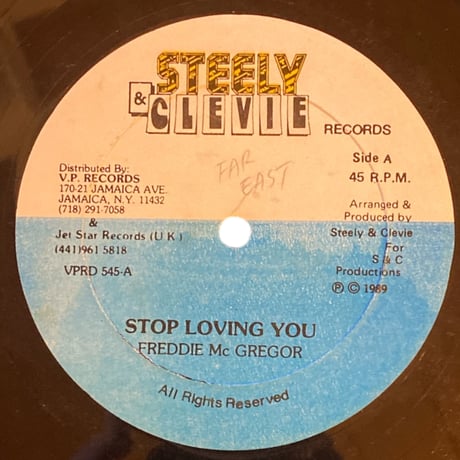 STEELY
& CLEVIE
RECORDS
Side A
45 R.P.M.
Distributed By:
V.P. RECORDS
170-21 JAMAICA AVE.
JAMAICA, N.Y. 11432
(718) 291-7058
&
Jet Star Records (U K)
(441)961 5818
VPRD 545-A
FAR
EAST
Arranged &
Produced by
Steely & Clevie
For
S & C
Productions
℗ © 1989
STOP LOVING YOU
FREDDIE Mc GREGOR
All Rights Reserved